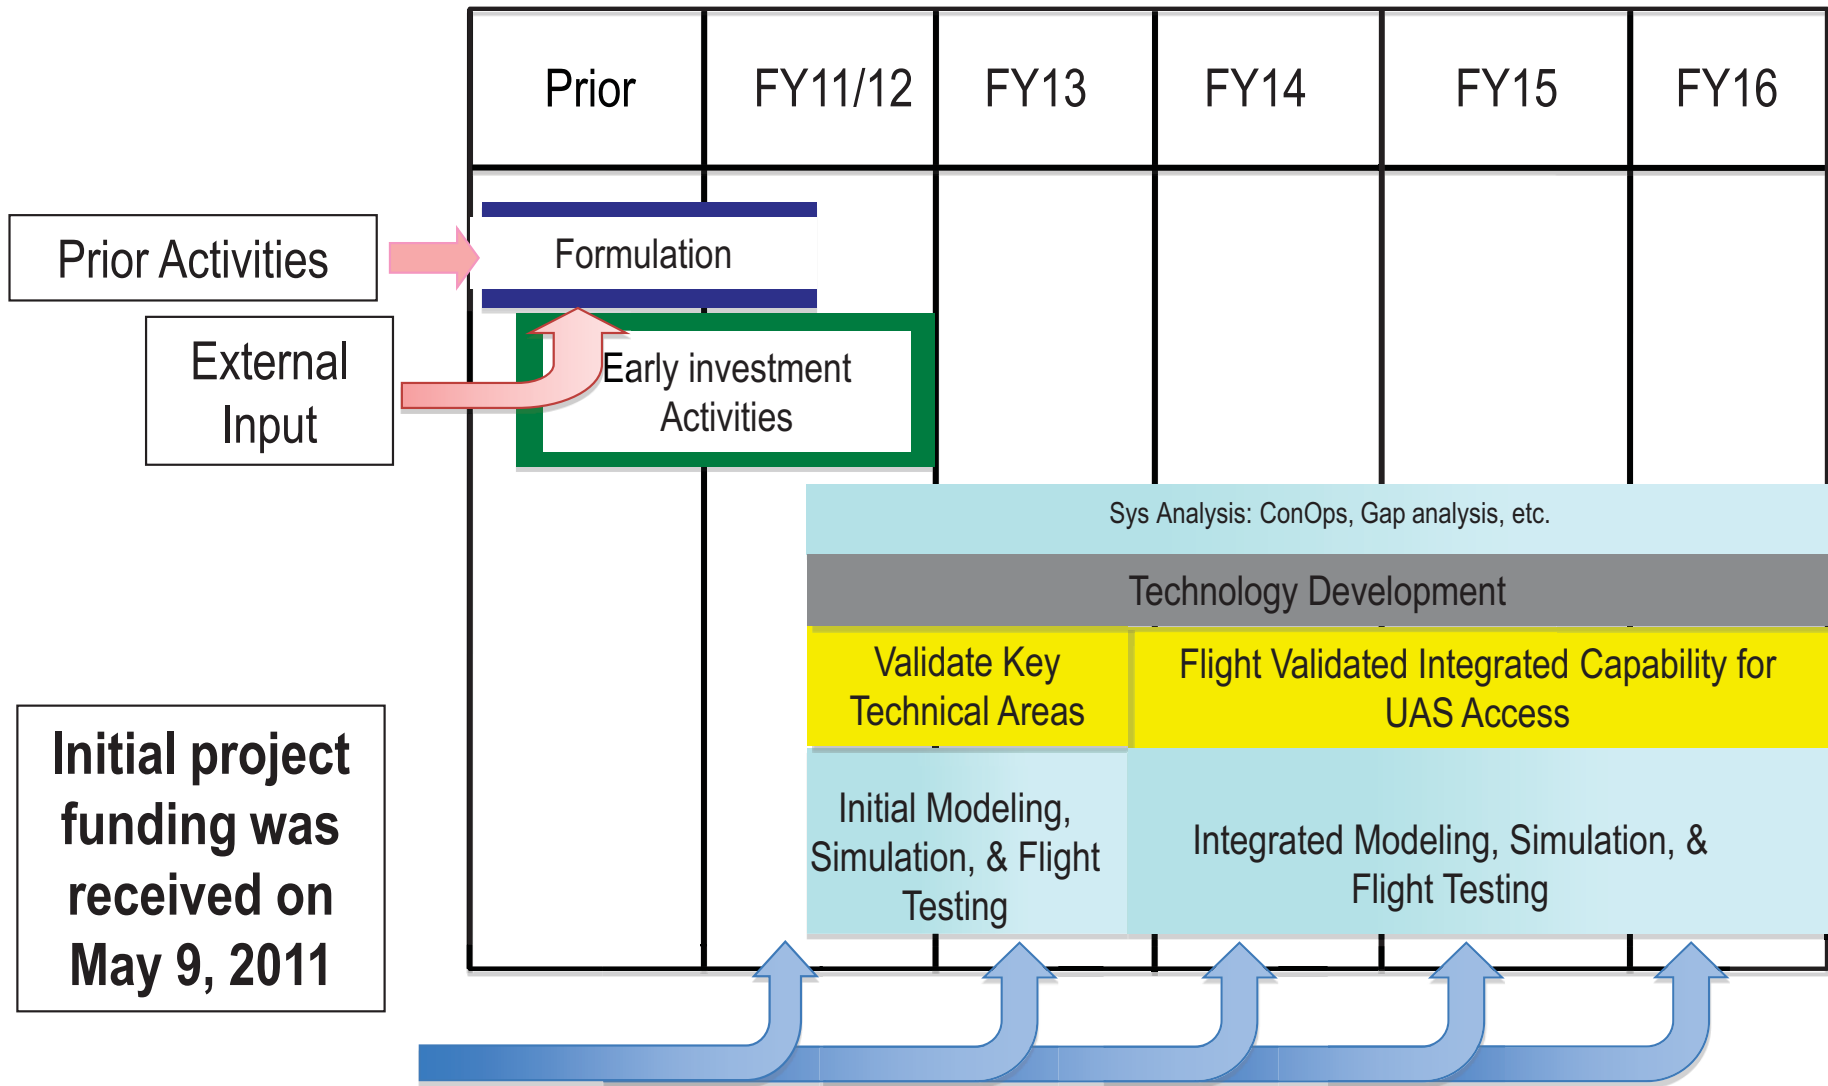 Prior
FY11/12
FY13
FY14
FY15
FY16
Prior Activities
Formulation
External
Input
Early investment
Activities
Sys Analysis: ConOps, Gap analysis, etc.
Technology Development
Validate Key
Technical Areas
Flight Validated Integrated Capability for
UAS Access
Initial project
funding was
received on
May 9, 2011
Initial Modeling,
Simulation, & Flight
Testing
Integrated Modeling, Simulation, &
Flight Testing